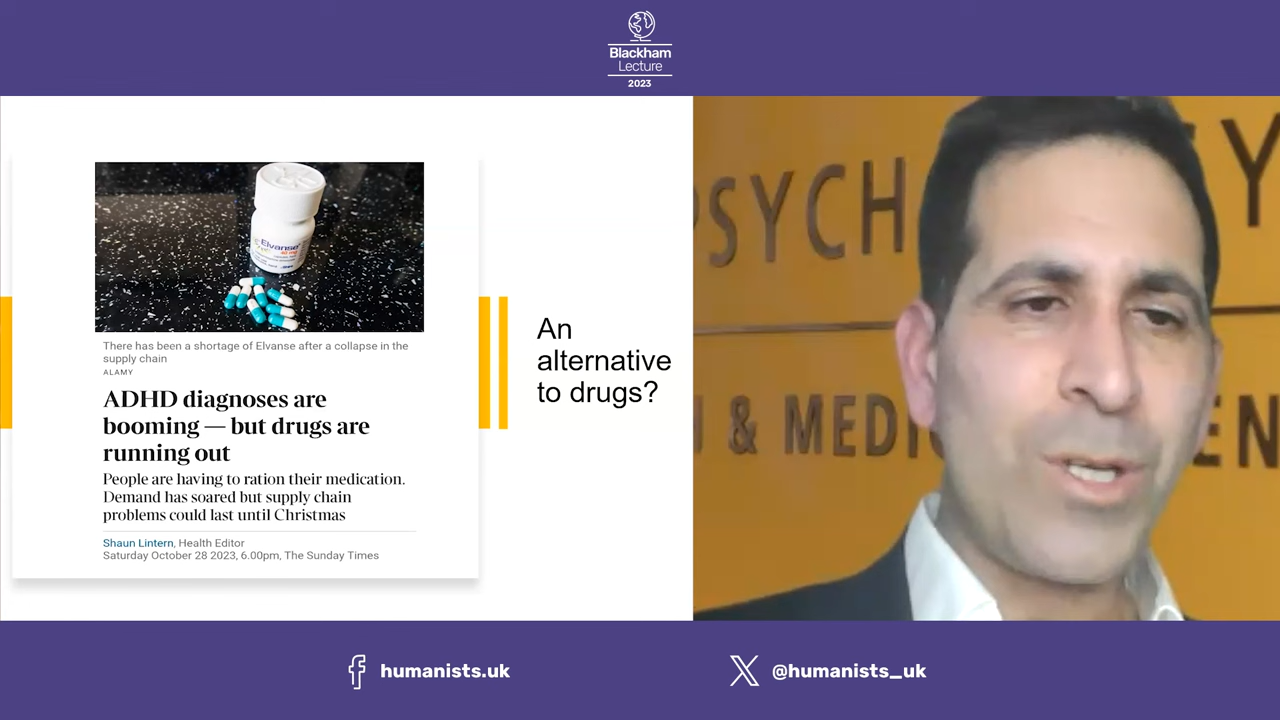 Blackham
Lecture
2023
Elvanse
There has been a shortage of Elvanse after a collapse in the
supply chain
ALAMY
ADHD diagnoses are
booming — but drugs are
running out
People are having to ration their medication.
Demand has soared but supply chain
problems could last until Christmas
Shaun Lintern, Health Editor
Saturday October 28 2023, 6.00pm, The Sunday Times
An
alternative
to drugs?
PSYCH
Y
& MEDI
EN
humanists.uk
@humanists_uk